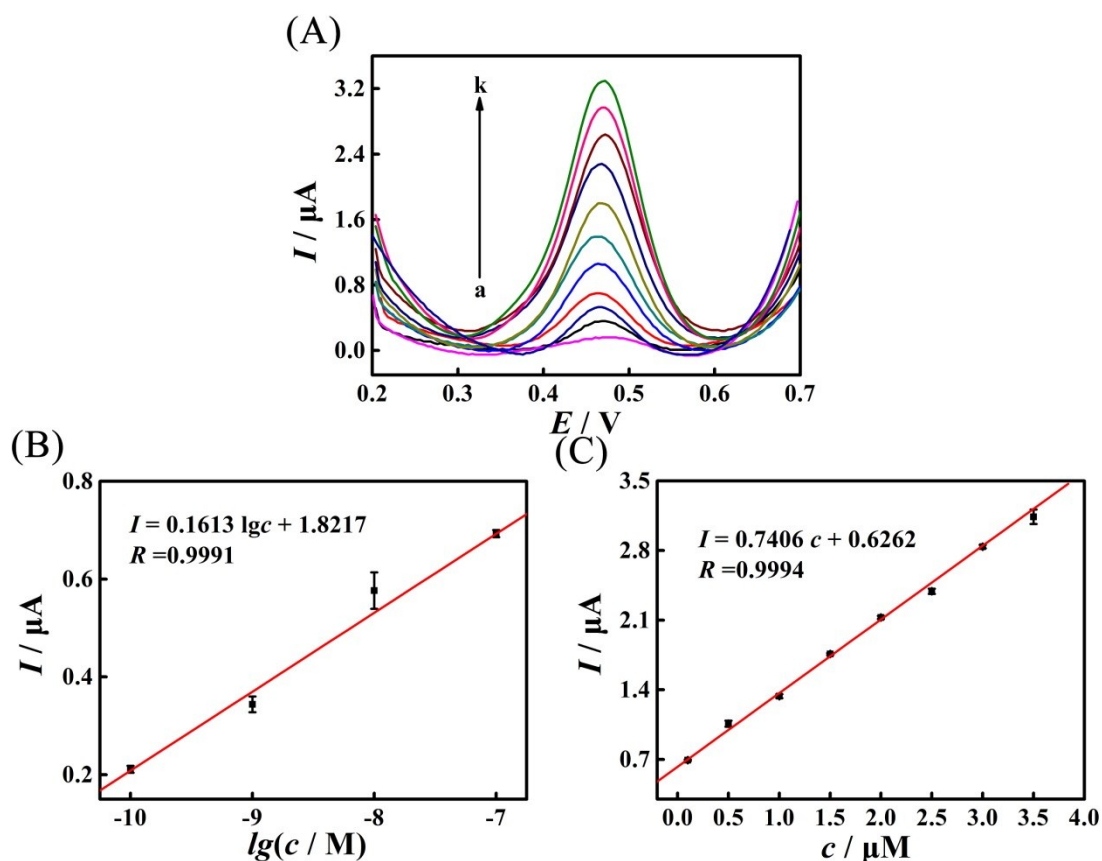 (A)
I / μA
3.2
2.4
1.6
0.8
0.0
k
a
0.2 0.3 0.4 0.5 0.6 0.7
E / V
(B)
I / μA
0.8
0.6
0.4
0.2
I = 0.1613 lgc + 1.8217
R =0.9991
-10 -9 -8 -7
lg(c / M)
(C)
I / μA
3.5
2.8
2.1
1.4
0.7
I = 0.7406 c + 0.6262
R =0.9994
0.0 0.5 1.0 1.5 2.0 2.5 3.0 3.5 4.0
c / μM